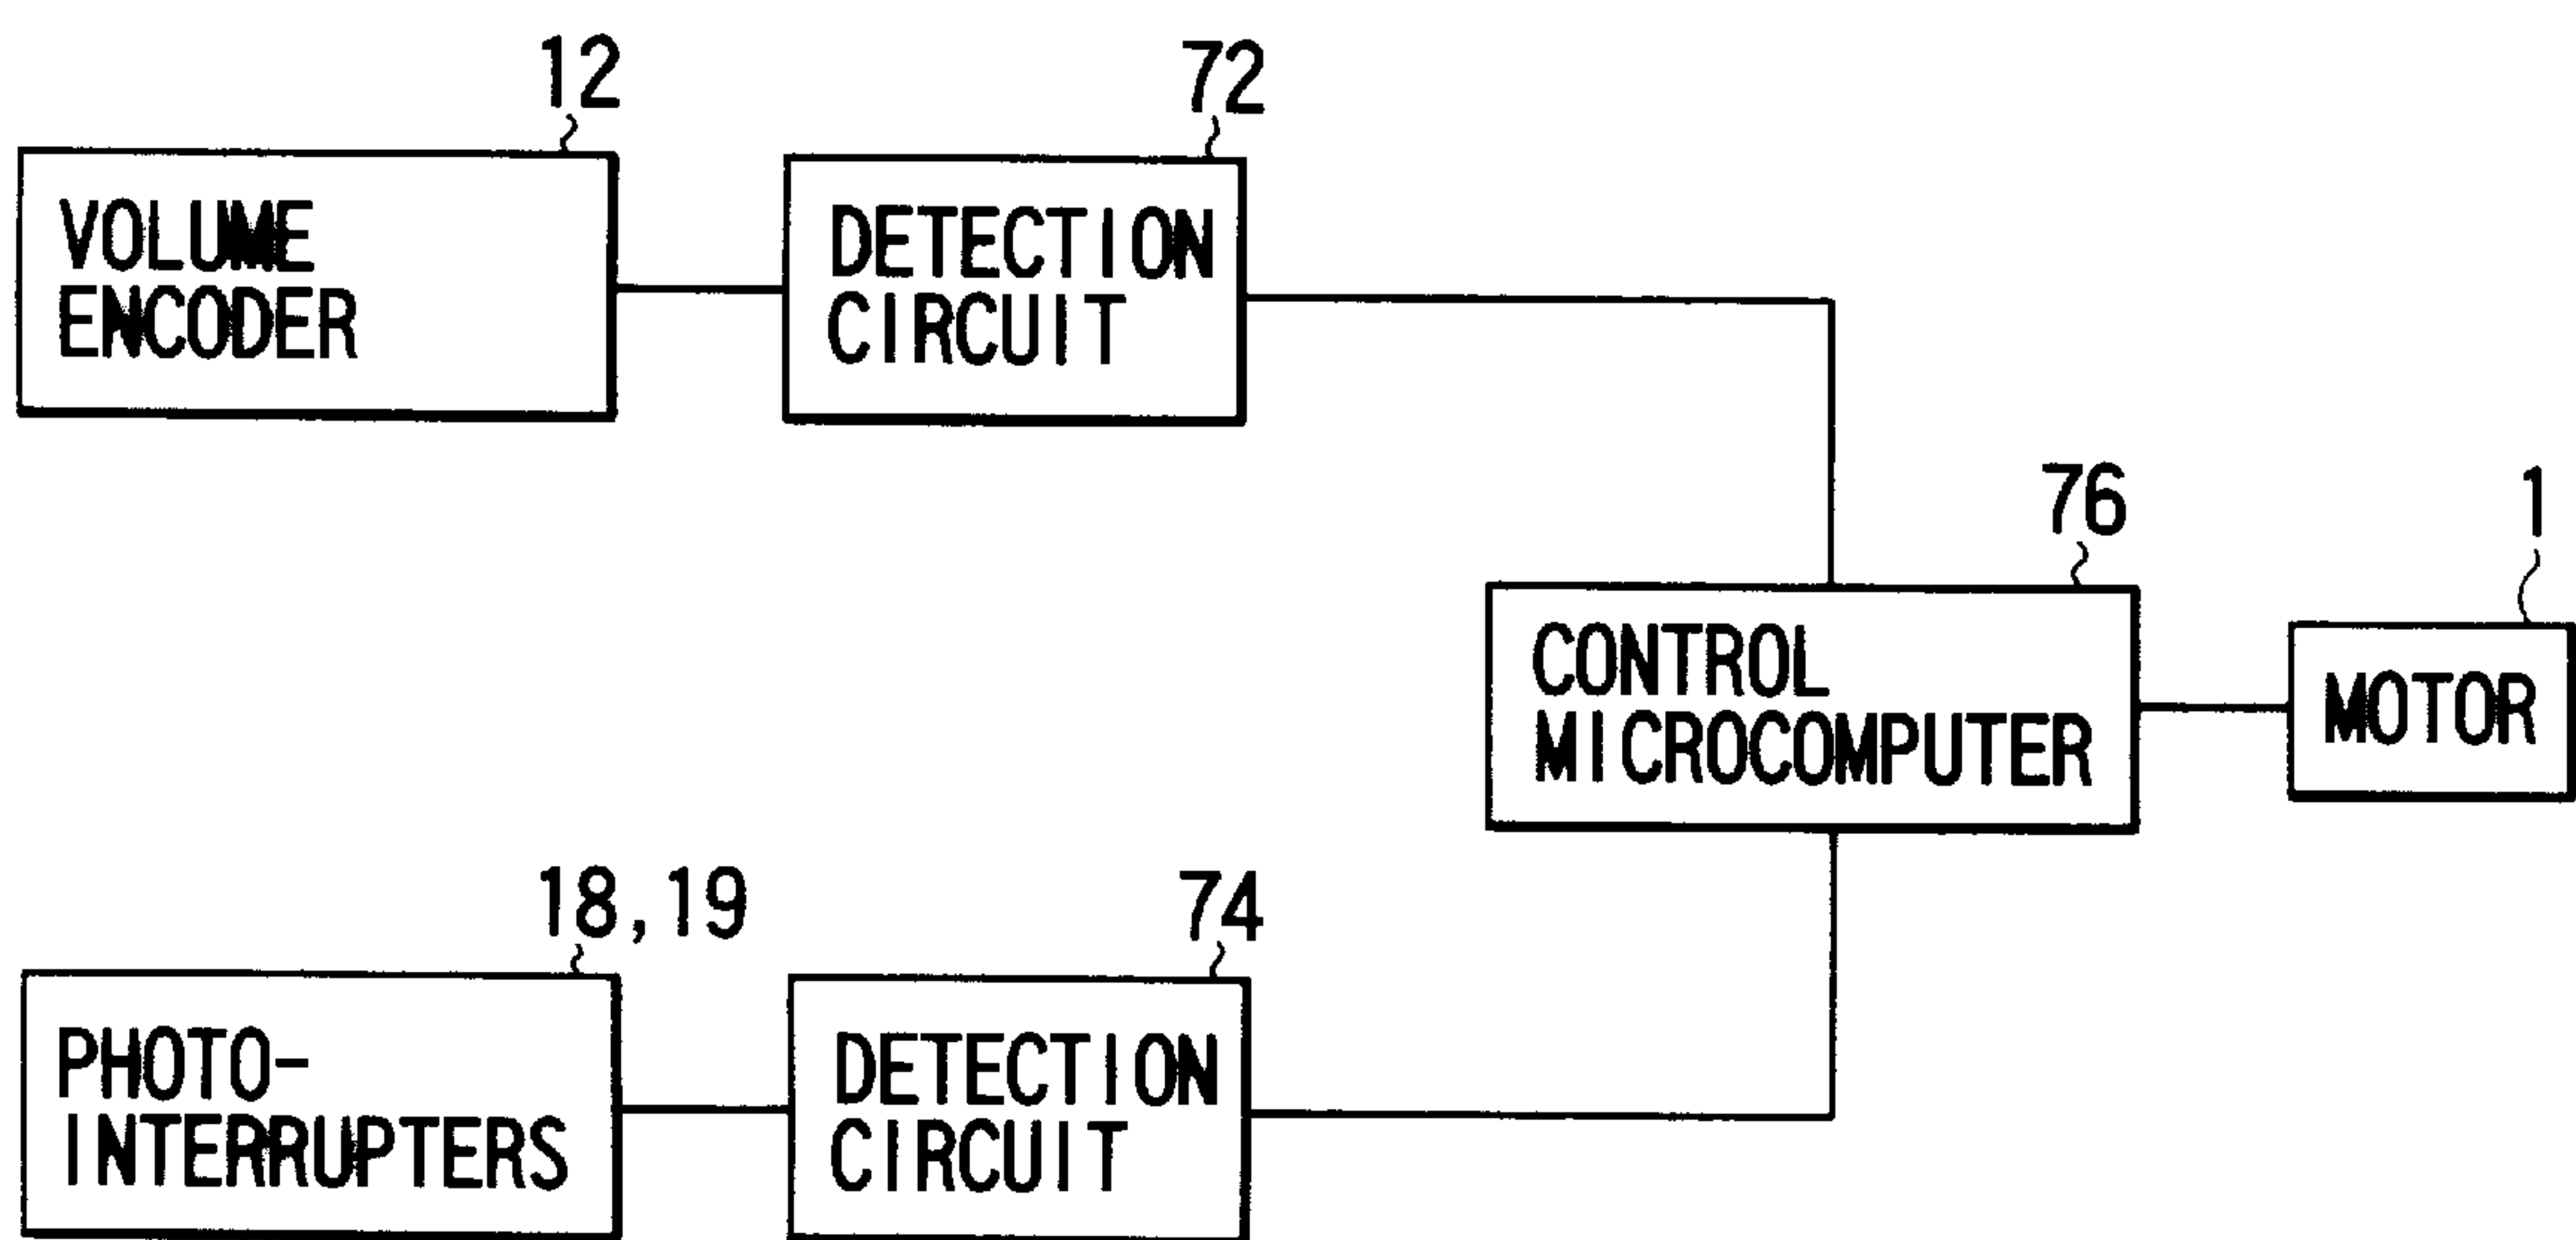 12
VOLUME
ENCODER
72
DETECTION
CIRCUIT
76
CONTROL
MICROCOMPUTER
1
MOTOR
18,19
PHOTO-
INTERRUPTERS
74
DETECTION
CIRCUIT